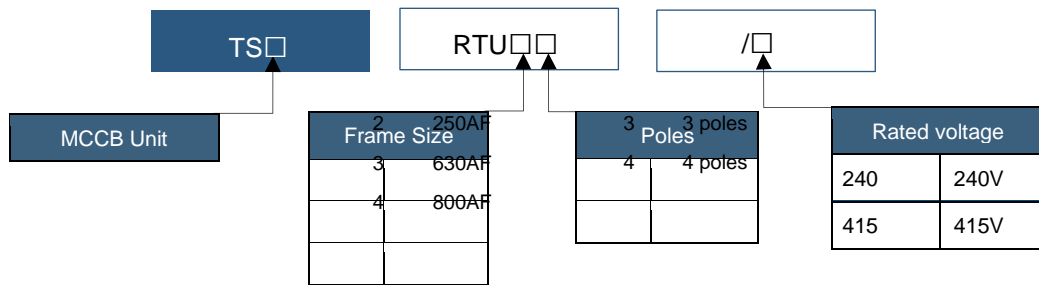 TS□ RTU□□ /□
MCCB Unit
Frame Size
2 250AF
3 630AF
4 800AF
Poles
3 3 poles
4 4 poles
Rated voltage
240 240V
415 415V